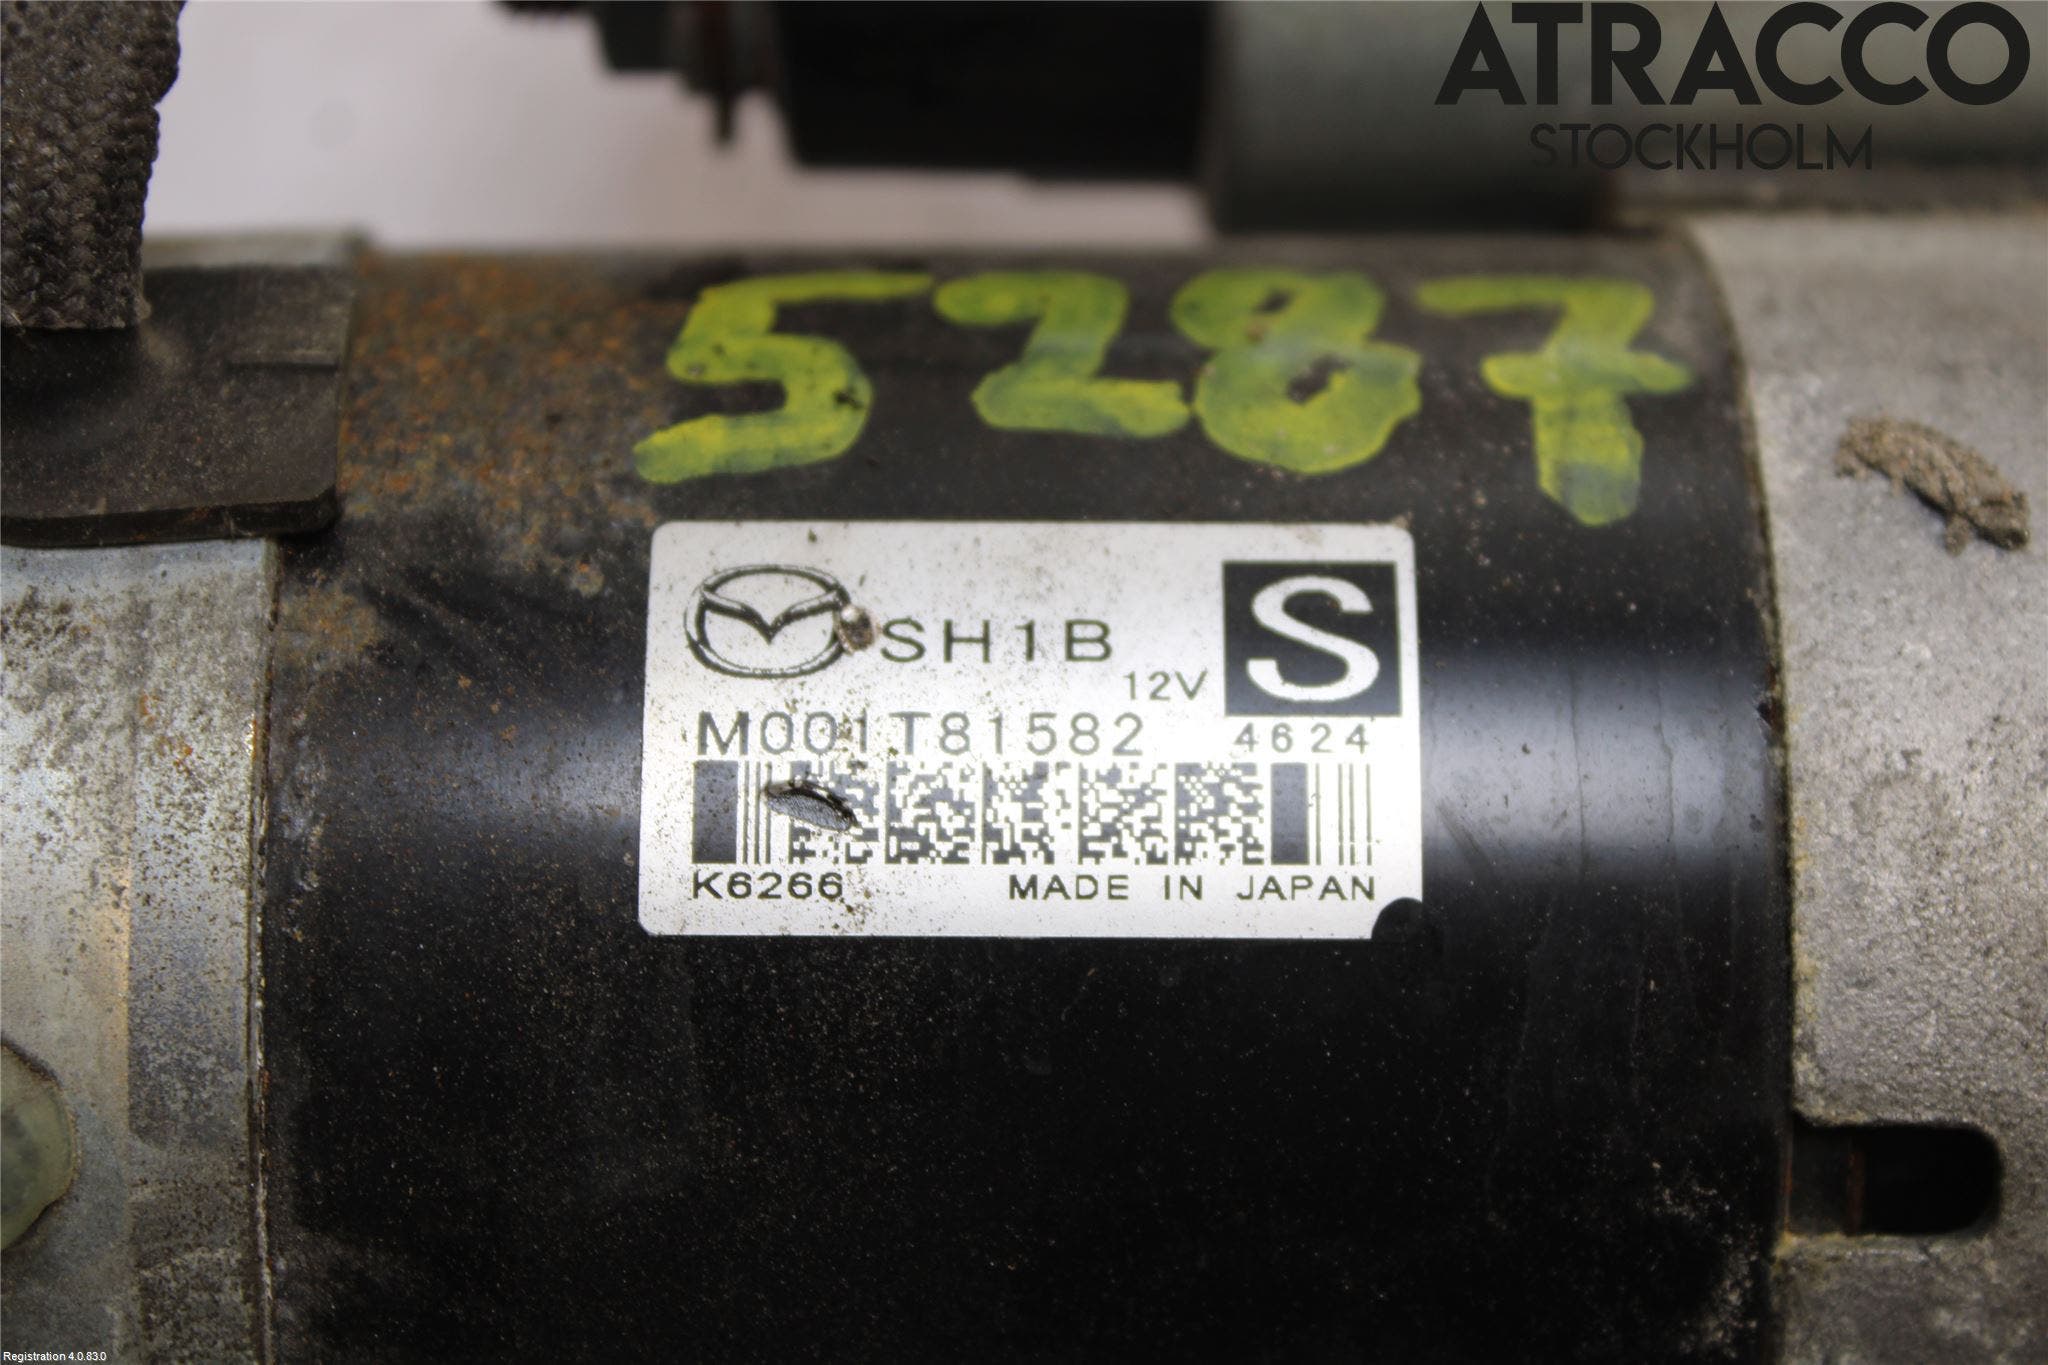 ATRACCO
STOCKHOLM
5287
SH1B
S
12V
M001T81582
4624
K6266 MADE IN JAPAN
Registration 4.0.83.0